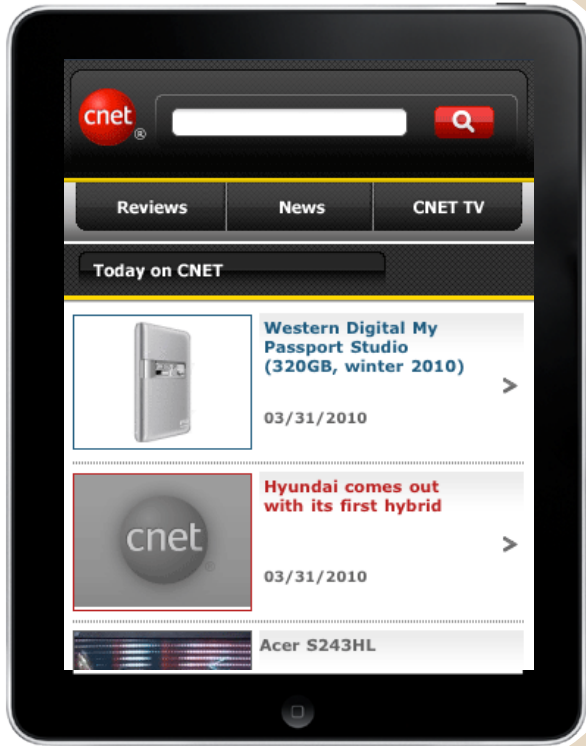 cnet
®
Reviews News CNET TV
Today on CNET
Western Digital My
Passport Studio
(320GB, winter 2010)
03/31/2010
cnet
®
Hyundai comes out
with its first hybrid
03/31/2010
Acer S243HL